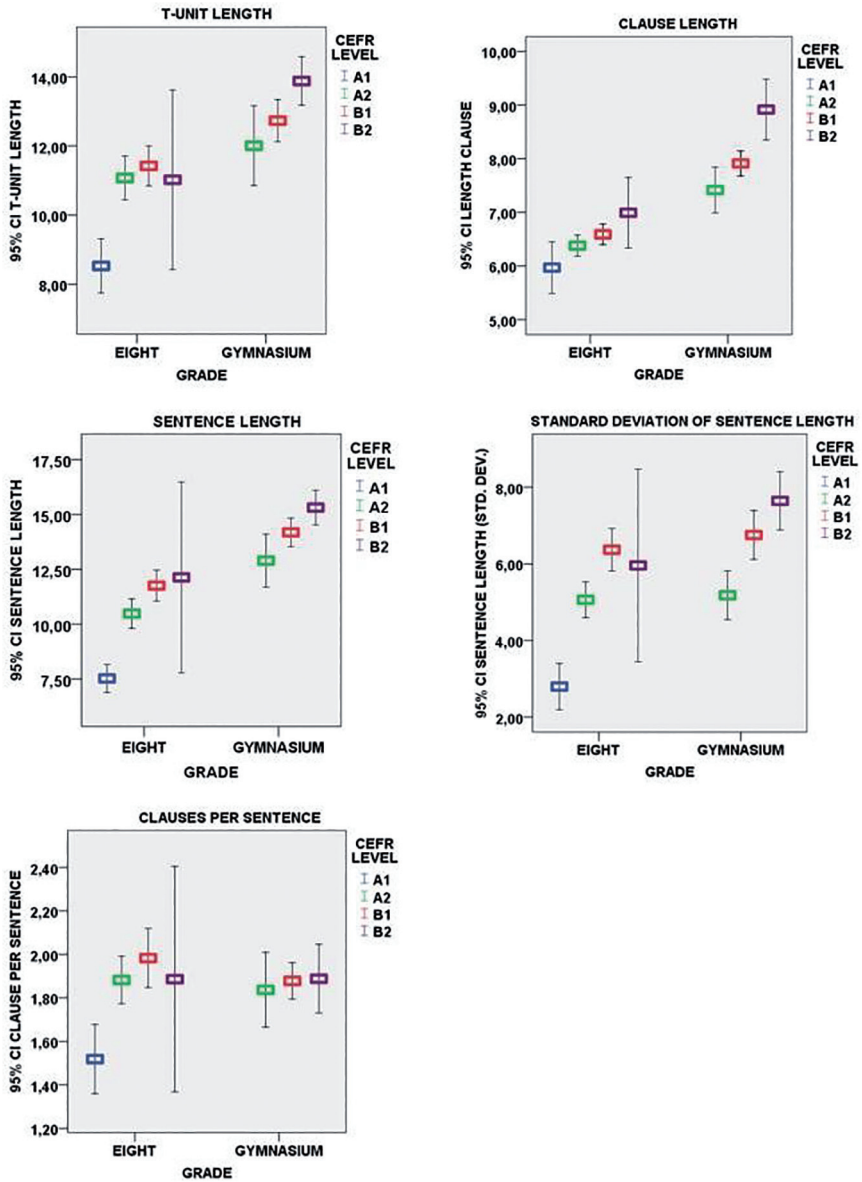 T-UNIT LENGTH
95% CI T-UNIT LENGTH
14,00
12,00
10,00
8,00
EIGHT
GYMNASIUM
GRADE
CEFR
LEVEL
A1
A2
B1
B2
CLAUSE LENGTH
95% CI LENGTH CLAUSE
10,00
9,00
8,00
7,00
6,00
5,00
EIGHT
GYMNASIUM
GRADE
CEFR
LEVEL
A1
A2
B1
B2
SENTENCE LENGTH
95% CI SENTENCE LENGTH
17,50
15,00
12,50
10,00
7,50
EIGHT
GYMNASIUM
GRADE
CEFR
LEVEL
A1
A2
B1
B2
STANDARD DEVIATION OF SENTENCE LENGTH
95% CI SENTENCE LENGTH (STD. DEV.)
8,00
6,00
4,00
2,00
EIGHT
GYMNASIUM
GRADE
CEFR
LEVEL
A1
A2
B1
B2
CLAUSES PER SENTENCE
95% CI CLAUSE PER SENTENCE
2,40
2,20
2,00
1,80
1,60
1,40
1,20
EIGHT
GYMNASIUM
GRADE
CEFR
LEVEL
A1
A2
B1
B2